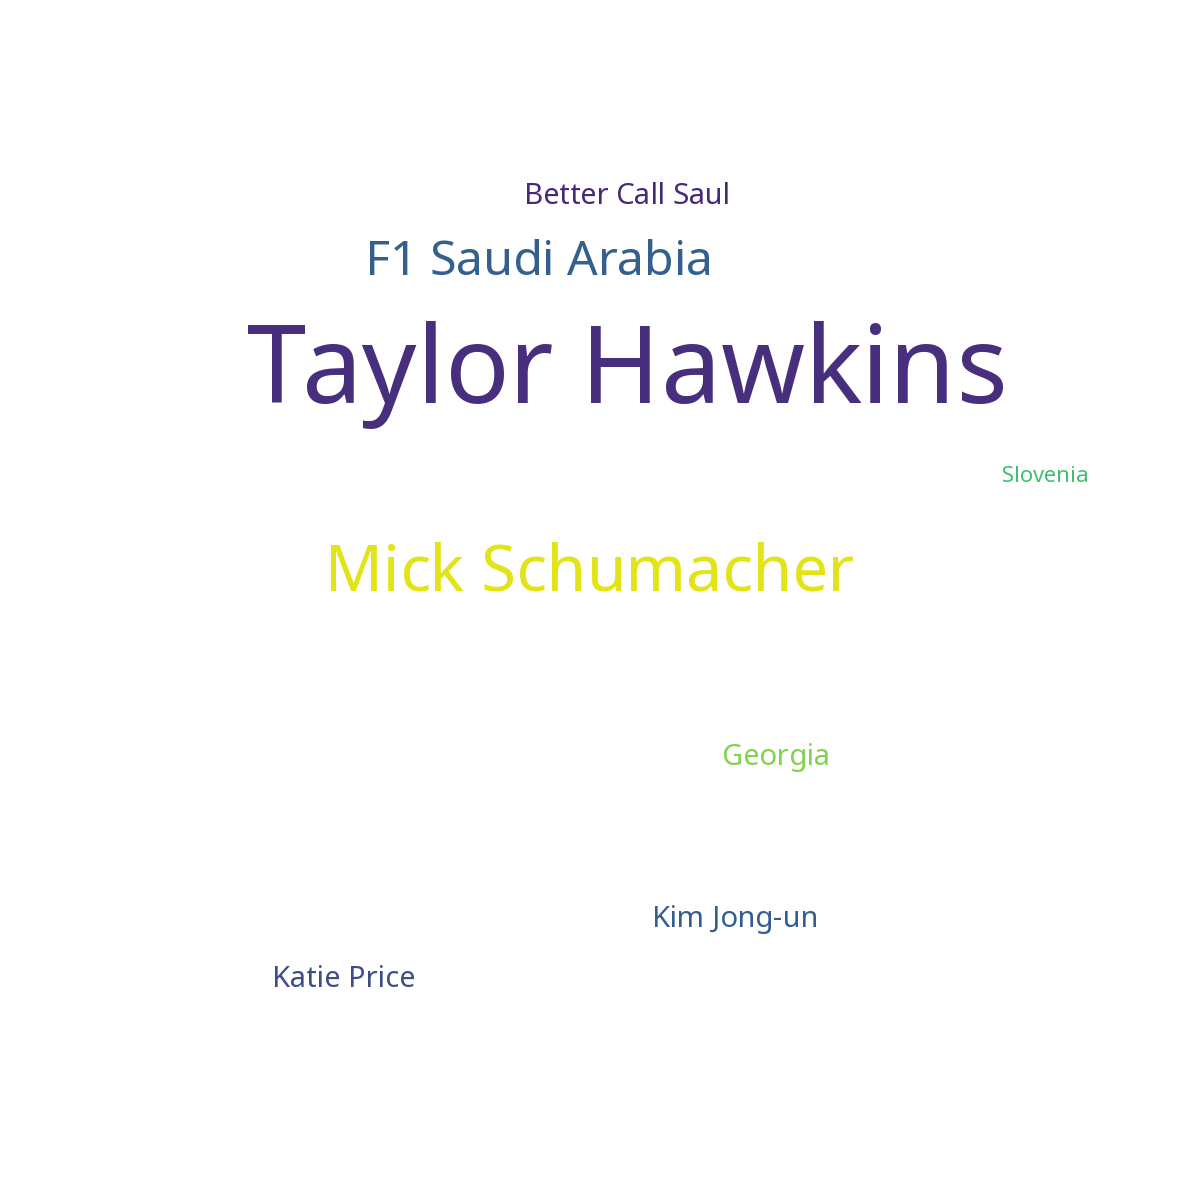 Better Call Saul
F1 Saudi Arabia
Taylor Hawkins
Slovenia
Mick Schumacher
Georgia
Kim Jong-un
Katie Price